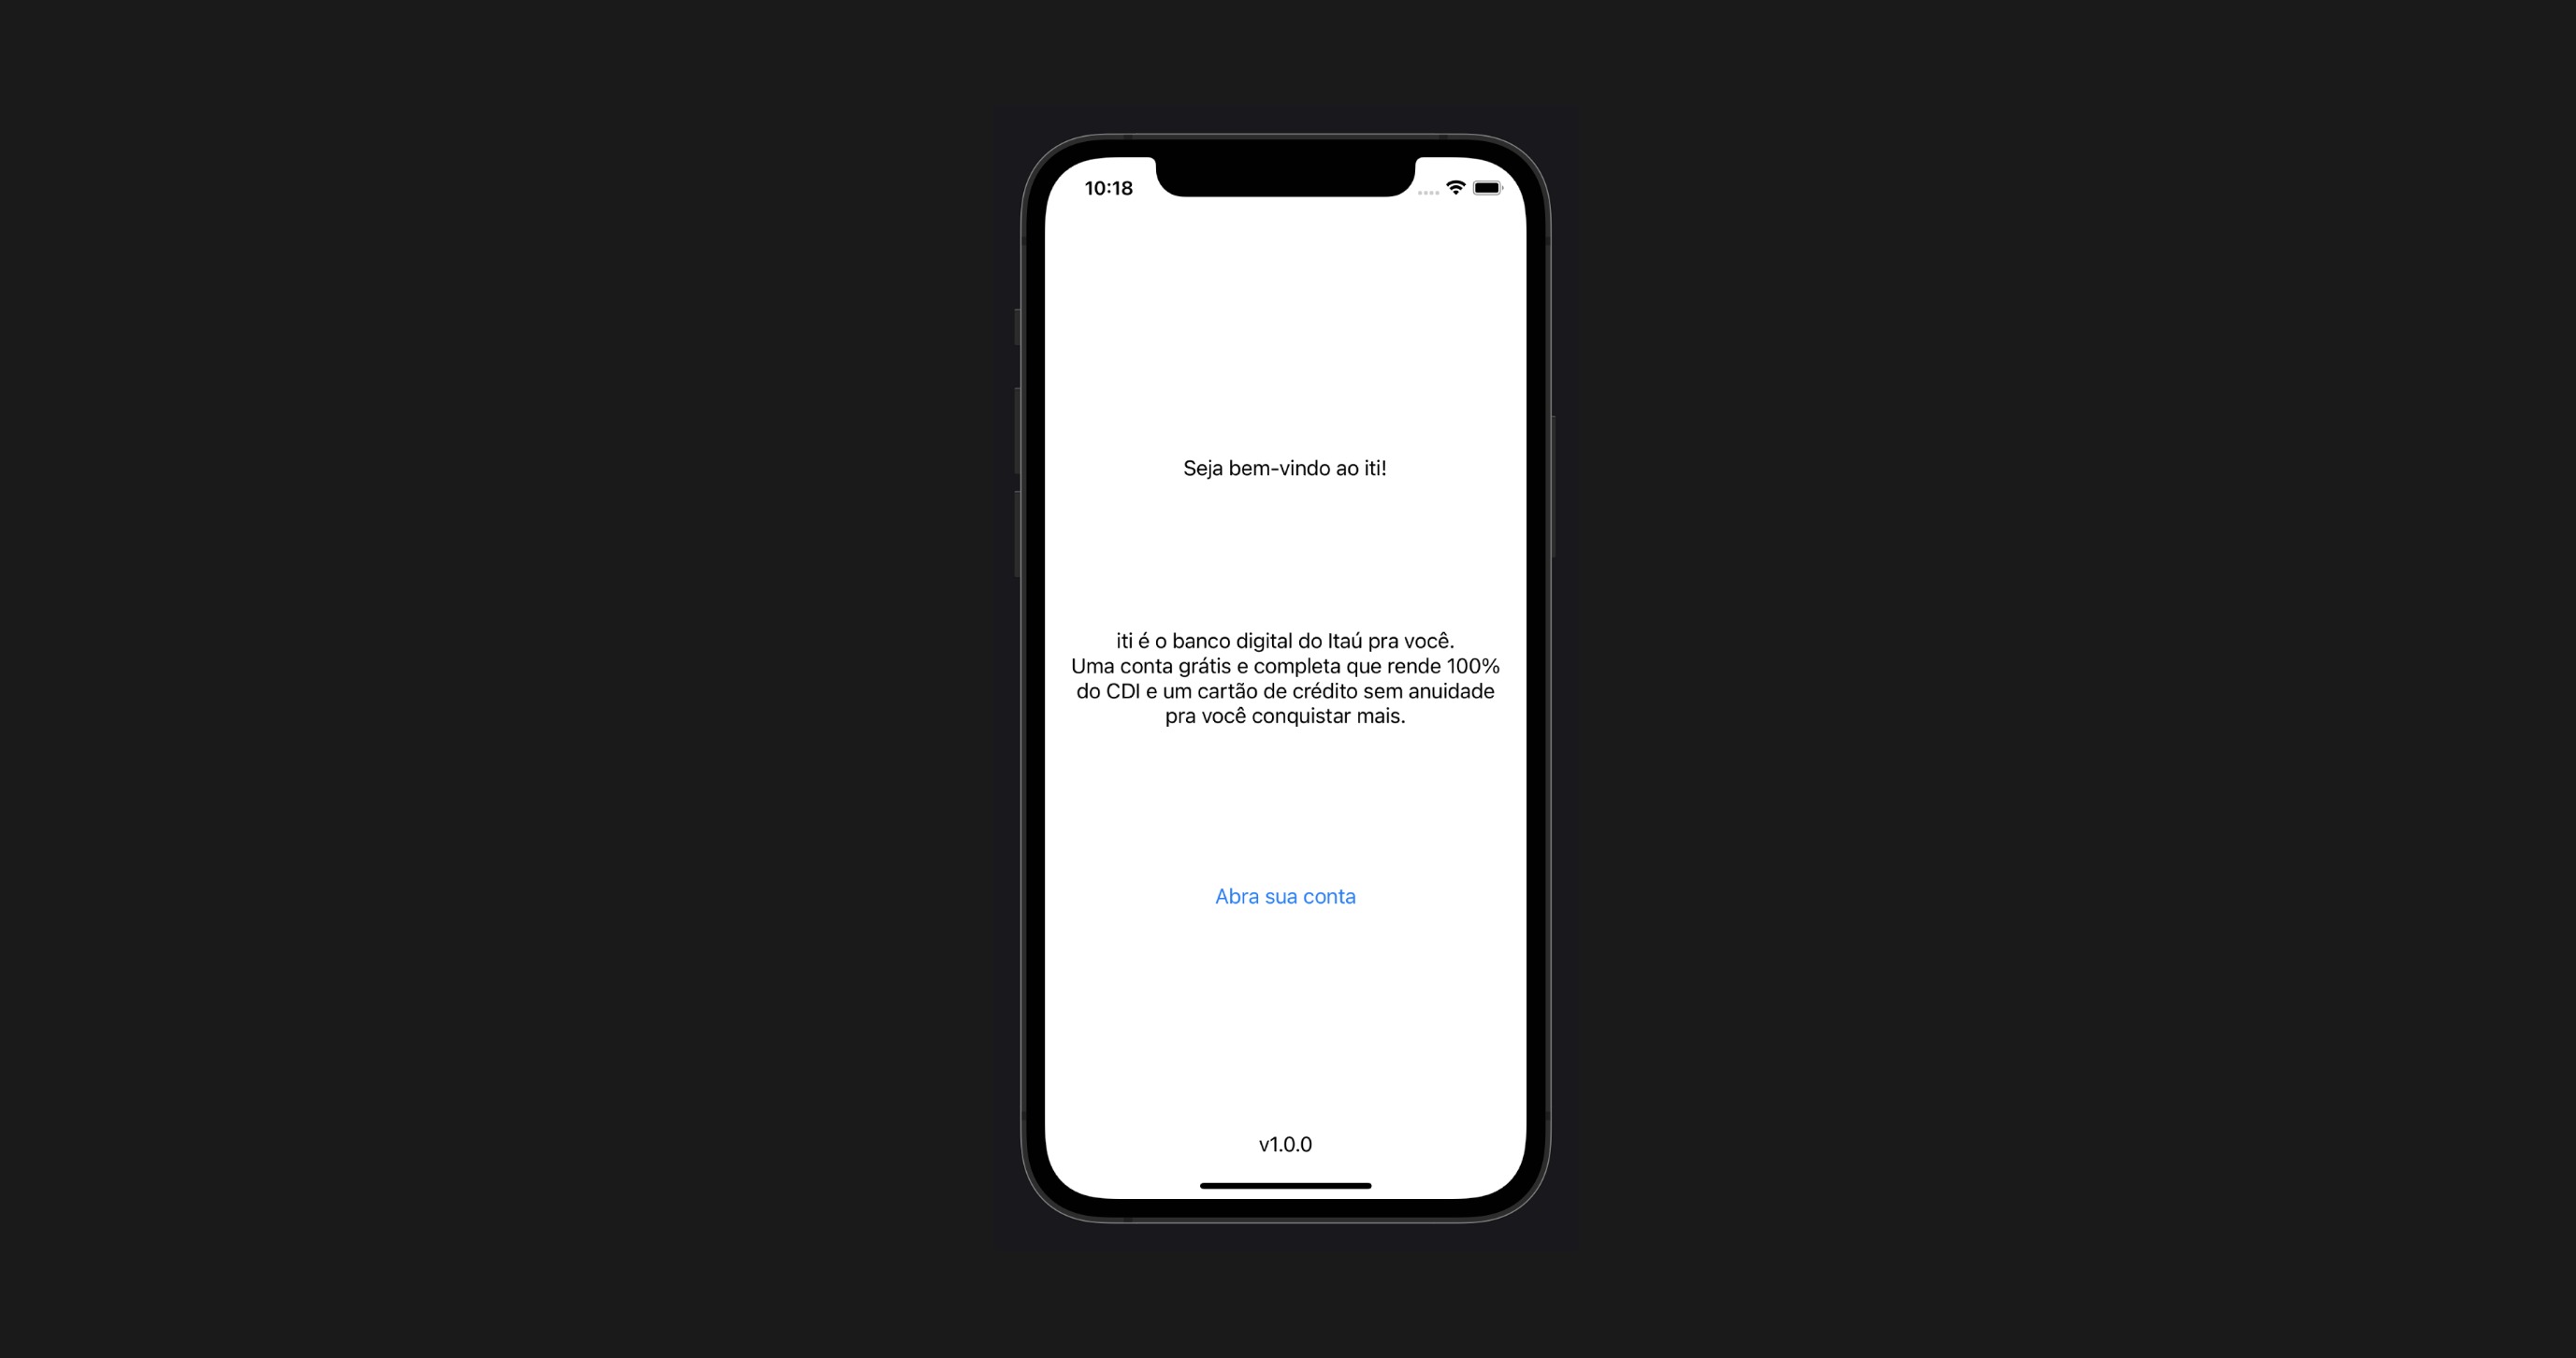 10:18
Seja bem-vindo ao iti!
iti é o banco digital do Itaú pra você.
Uma conta grátis e completa que rende 100%
do CDI e um cartão de crédito sem anuidade
pra você conquistar mais.
Abra sua conta
v1.0.0